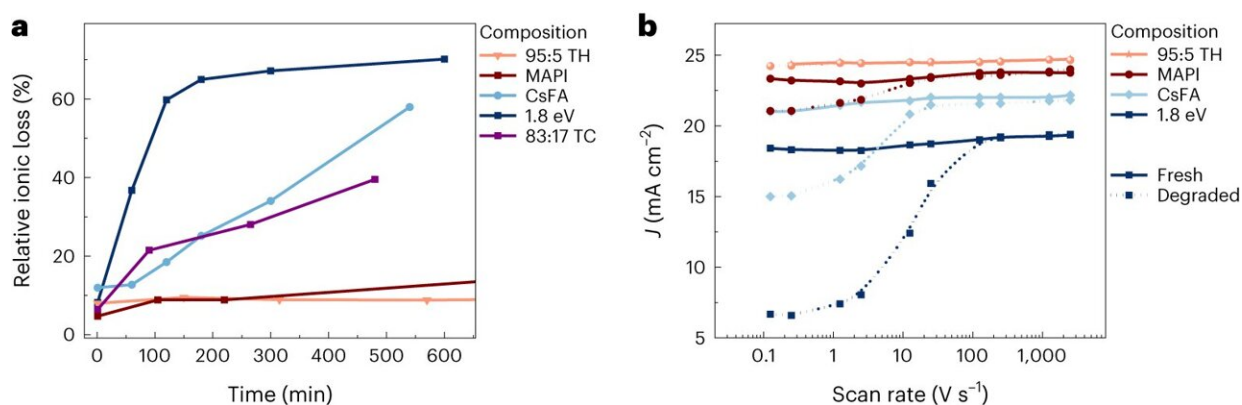 a
Relative ionic loss (%)
60
40
20
0
0 100 200 300 400 500 600
Time (min)
Composition
95:5 TH
MAPI
CsFA
1.8 eV
83:17 TC
b
J (mA cm⁻²)
25
20
15
10
5
0.1 1 10 100 1,000
Scan rate (V s⁻¹)
Composition
95:5 TH
MAPI
CsFA
1.8 eV
Fresh
Degraded